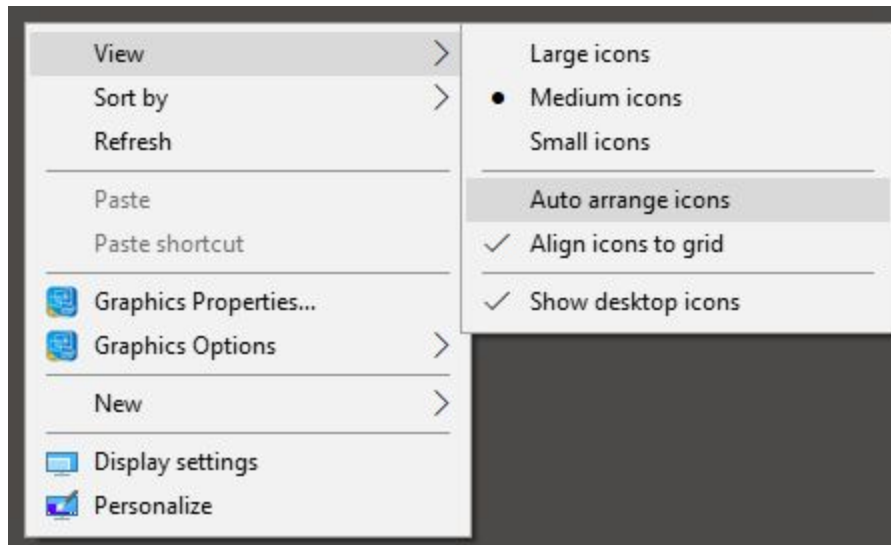 View
Sort by
Refresh
Paste
Paste shortcut
Graphics Properties...
Graphics Options
New
Display settings
Personalize
Large icons
Medium icons
Small icons
Auto arrange icons
Align icons to grid
Show desktop icons